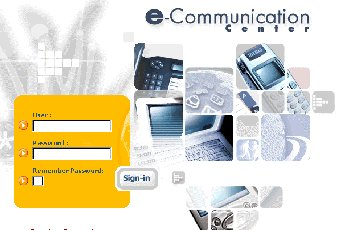 e-Communication
Center
User :
Password :
Remember Password:
Sign-in